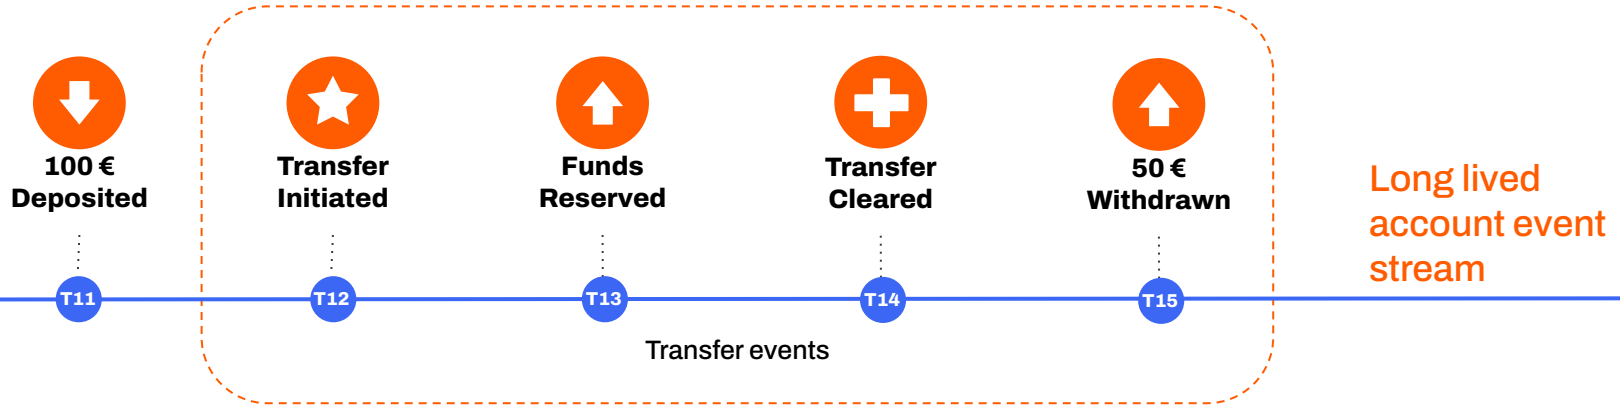 100 €
Deposited
Transfer
Initiated
Funds
Reserved
Transfer
Cleared
50 €
Withdrawn
Long lived
account event
stream
T11
T12
T13
T14
T15
Transfer events